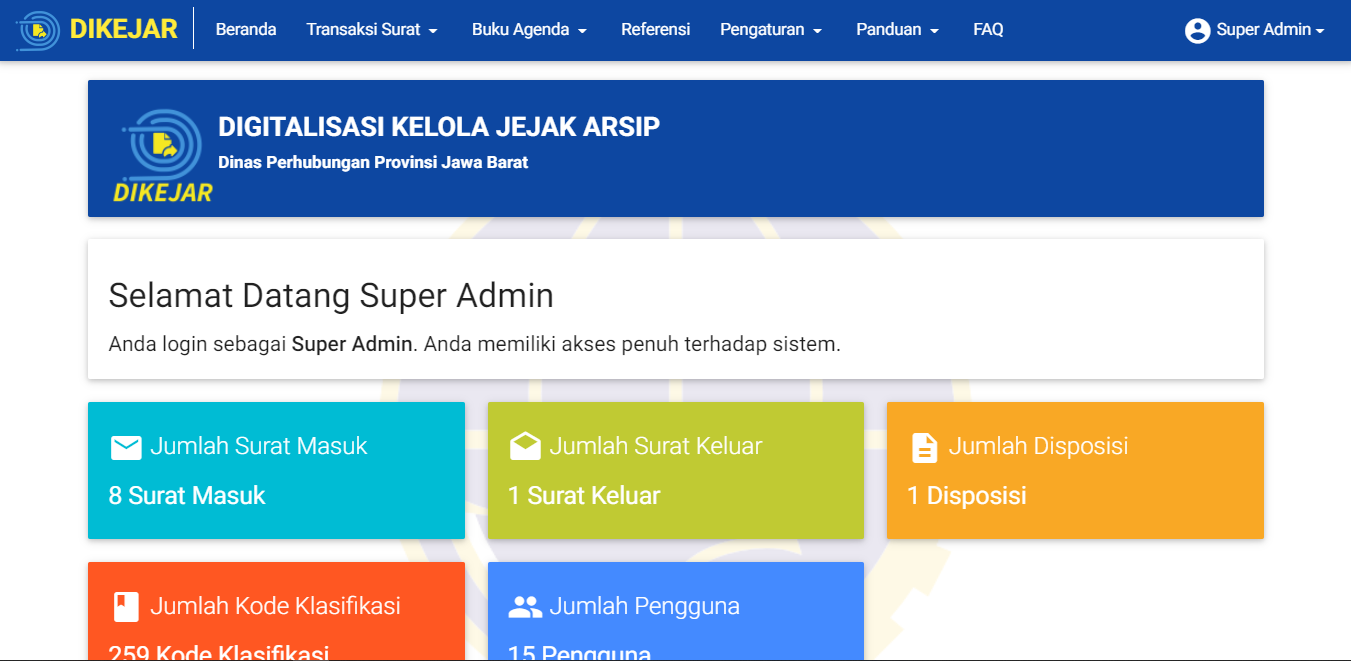 DIKEJAR Beranda Transaksi Surat Buku Agenda Referensi Pengaturan Panduan FAQ Super Admin
DIGITALISASI KELOLA JEJAK ARSIP
Dinas Perhubungan Provinsi Jawa Barat
DIKEJAR
Selamat Datang Super Admin
Anda login sebagai Super Admin. Anda memiliki akses penuh terhadap sistem.
Jumlah Surat Masuk
8 Surat Masuk
Jumlah Surat Keluar
1 Surat Keluar
Jumlah Disposisi
1 Disposisi
Jumlah Kode Klasifikasi
259 Kode Klasifikasi
Jumlah Pengguna
15 Pengguna